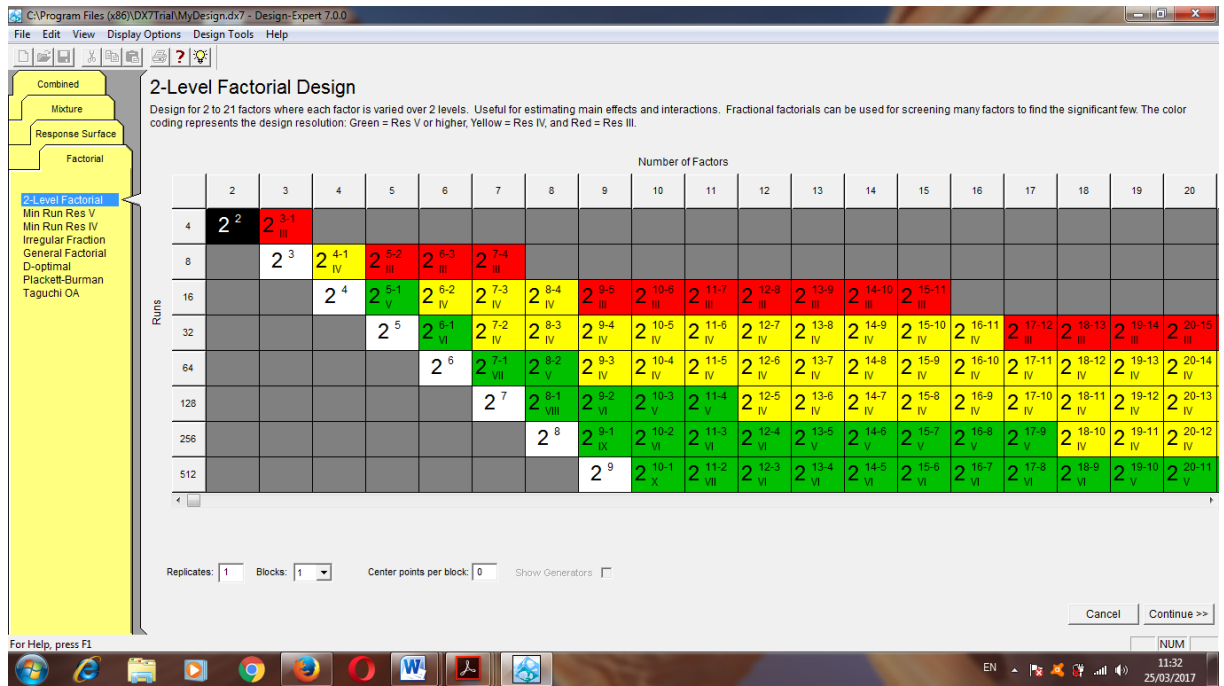 C:\Program Files (x86)\DX7Trial\MyDesign.dx7 - Design-Expert 7.0.0
File Edit View Display Options Design Tools Help
Combined
Mixture
Response Surface
Factorial
2-Level Factorial
Min Run Res V
Min Run Res IV
Irregular Fraction
General Factorial
D-optimal
Plackett-Burman
Taguchi OA
2-Level Factorial Design
Design for 2 to 21 factors where each factor is varied over 2 levels. Useful for estimating main effects and interactions. Fractional factorials can be used for screening many factors to find the significant few. The color
coding represents the design resolution: Green = Res V or higher, Yellow = Res IV, and Red = Res III.
Number of Factors
2 3 4 5 6 7 8 9 10 11 12 13 14 15 16 17 18 19 20
Runs
4 2 2 2 3-1 III
8 2 3 2 4-1 IV 2 5-2 III 2 6-3 III 2 7-4 III
16 2 4 2 5-1 V 2 6-2 IV 2 7-3 IV 2 8-4 IV 2 9-5 III 2 10-6 III 2 11-7 III 2 12-8 III 2 13-9 III 2 14-10 III 2 15-11 III
32 2 5 2 6-1 VI 2 7-2 IV 2 8-3 IV 2 9-4 IV 2 10-5 IV 2 11-6 IV 2 12-7 IV 2 13-8 IV 2 14-9 IV 2 15-10 IV 2 16-11 IV 2 17-12 III 2 18-13 III 2 19-14 III 2 20-15 III
64 2 6 2 7-1 VII 2 8-2 V 2 9-3 IV 2 10-4 IV 2 11-5 IV 2 12-6 IV 2 13-7 IV 2 14-8 IV 2 15-9 IV 2 16-10 IV 2 17-11 IV 2 18-12 IV 2 19-13 IV 2 20-14 IV
128 2 7 2 8-1 VIII 2 9-2 VI 2 10-3 V 2 11-4 V 2 12-5 IV 2 13-6 IV 2 14-7 IV 2 15-8 IV 2 16-9 IV 2 17-10 IV 2 18-11 IV 2 19-12 IV 2 20-13 IV
256 2 8 2 9-1 IX 2 10-2 VI 2 11-3 VI 2 12-4 VI 2 13-5 V 2 14-6 V 2 15-7 V 2 16-8 V 2 17-9 V 2 18-10 IV 2 19-11 IV 2 20-12 IV
512 2 9 2 10-1 X 2 11-2 VII 2 12-3 VI 2 13-4 VI 2 14-5 VI 2 15-6 VI 2 16-7 VI 2 17-8 VI 2 18-9 VI 2 19-10 V 2 20-11 V
Replicates: 1 Blocks: 1 Center points per block: 0 Show Generators
Cancel Continue >>
For Help, press F1
NUM
EN 11:32
25/03/2017